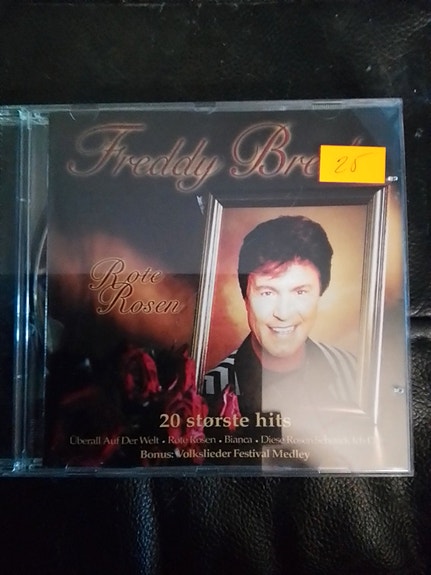 Freddy
25
Rote
Rosen
20 største hits
Überall Auf Der Welt • Rote Rosen • Bianca • Diese Rosen
Bonus: Volkslieder Festival Medley